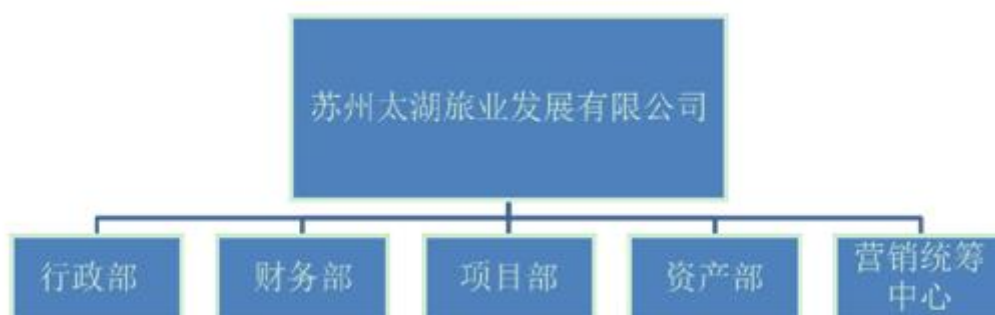 苏州太湖旅业发展有限公司
行政部
财务部
项目部
资产部
营销统筹
中心